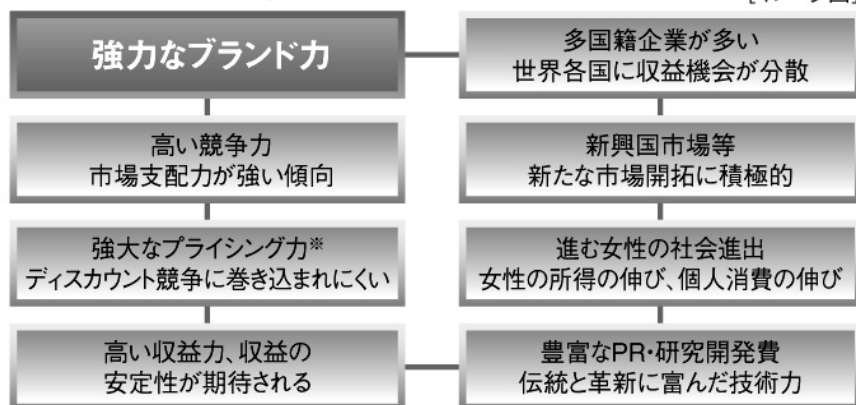 強力なブランド力
多国籍企業が多い
世界各国に収益機会が分散
高い競争力
市場支配力が強い傾向
新興国市場等
新たな市場開拓に積極的
強大なプライシング力※
ディスカウント競争に巻き込まれにくい
進む女性の社会進出
女性の所得の伸び、個人消費の伸び
高い収益力、収益の
安定性が期待される
豊富なPR・研究開発費
伝統と革新に富んだ技術力